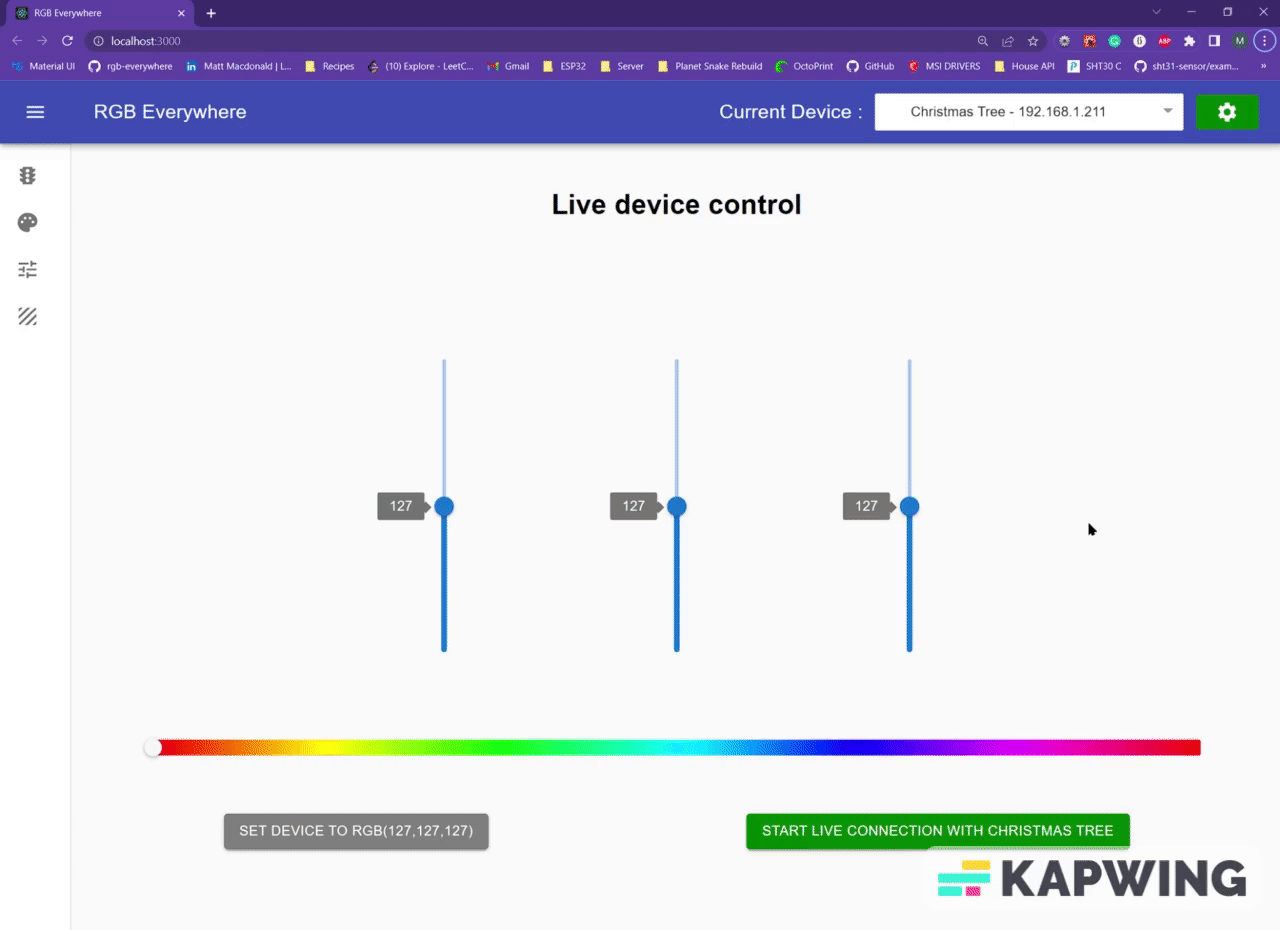 RGB Everywhere
localhost:3000
Material UI
rgb-everywhere
Matt Macdonald | L...
Recipes
(10) Explore - LeetC...
Gmail
ESP32
Server
Planet Snake Rebuild
OctoPrint
GitHub
MSI DRIVERS
House API
SHT30 C
sht31-sensor/exam...
»
ABP
M
RGB Everywhere
Current Device :
Christmas Tree - 192.168.1.211
Live device control
127
127
127
SET DEVICE TO RGB(127,127,127)
START LIVE CONNECTION WITH CHRISTMAS TREE
KAPWING